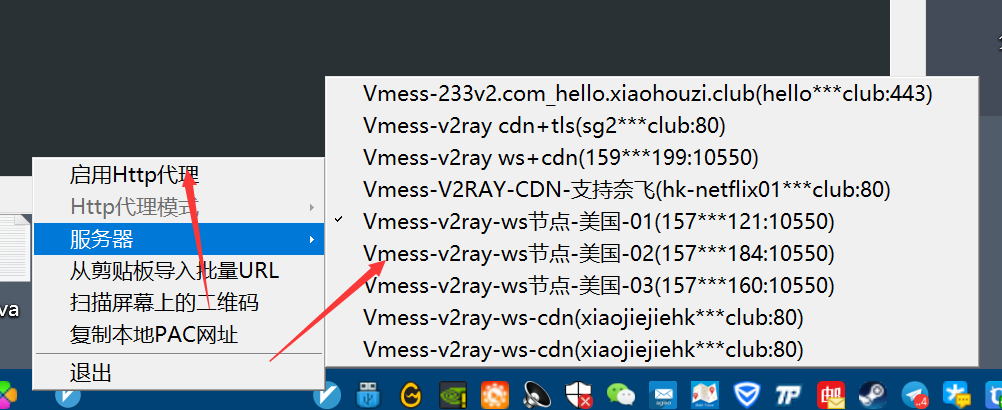 启用Http代理
Http代理模式
服务器
从剪贴板导入批量URL
扫描屏幕上的二维码
复制本地PAC网址
退出
Vmess-233v2.com_hello.xiaohouzi.club(hello***club:443)
Vmess-v2ray cdn+tls(sg2***club:80)
Vmess-v2ray ws+cdn(159***199:10550)
Vmess-V2RAY-CDN-支持奈飞(hk-netflix01***club:80)
Vmess-v2ray-ws节点-美国-01(157***121:10550)
Vmess-v2ray-ws节点-美国-02(157***184:10550)
Vmess-v2ray-ws节点-美国-03(157***160:10550)
Vmess-v2ray-ws-cdn(xiaojiejiehk***club:80)
Vmess-v2ray-ws-cdn(xiaojiejiehk***club:80)
va
TP
邮
4